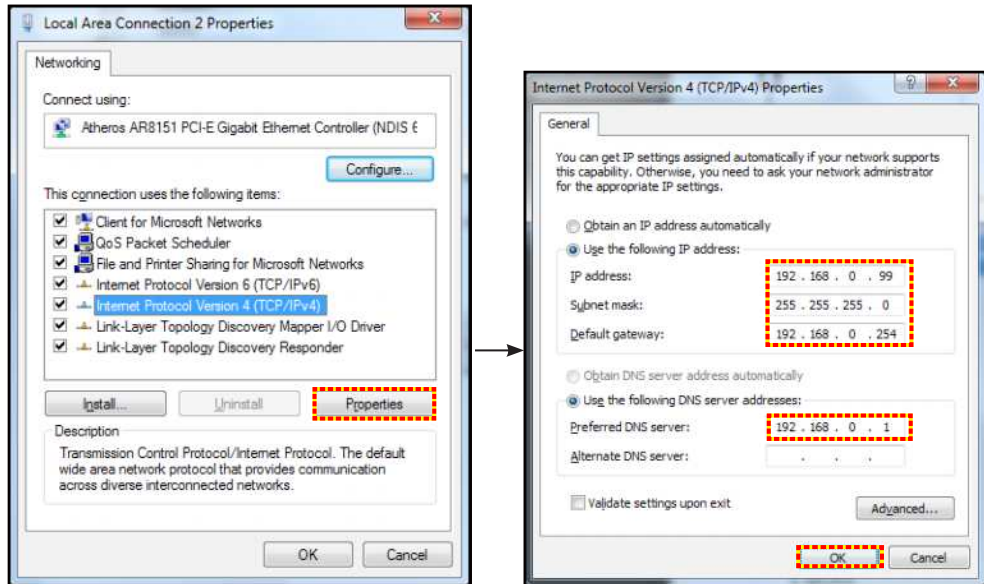 Local Area Connection 2 Properties
Networking
Connect using:
Atheros AR8151 PCI-E Gigabit Ethernet Controller (NDIS 6
Configure...
This connection uses the following items:
Client for Microsoft Networks
QoS Packet Scheduler
File and Printer Sharing for Microsoft Networks
Internet Protocol Version 6 (TCP/IPv6)
Internet Protocol Version 4 (TCP/IPv4)
Link-Layer Topology Discovery Mapper I/O Driver
Link-Layer Topology Discovery Responder
Install...
Uninstall
Properties
Description
Transmission Control Protocol/Internet Protocol. The default
wide area network protocol that provides communication
across diverse interconnected networks.
OK
Cancel
Internet Protocol Version 4 (TCP/IPv4) Properties
General
You can get IP settings assigned automatically if your network supports
this capability. Otherwise, you need to ask your network administrator
for the appropriate IP settings.
Obtain an IP address automatically
Use the following IP address:
IP address: 192 . 168 . 0 . 99
Subnet mask: 255 . 255 . 255 . 0
Default gateway: 192 . 168 . 0 . 254
Obtain DNS server address automatically
Use the following DNS server addresses:
Preferred DNS server: 192 . 168 . 0 . 1
Alternate DNS server: . . .
Validate settings upon exit
Advanced...
OK
Cancel